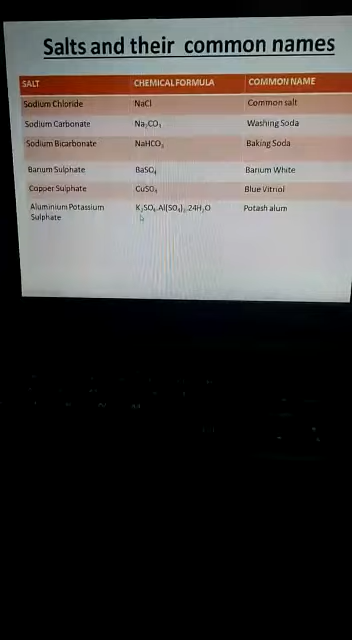 Salts and their common names
SALT CHEMICAL FORMULA COMMON NAME
Sodium Chloride NaCl Common salt
Sodium Carbonate Na₂CO₃ Washing Soda
Sodium Bicarbonate NaHCO₃ Baking Soda
Barium Sulphate BaSO₄ Barium White
Copper Sulphate CuSO₄ Blue Vitriol
Aluminium Potassium K₂SO₄.Al(SO₄)₃.24H₂O Potash alum
Sulphate